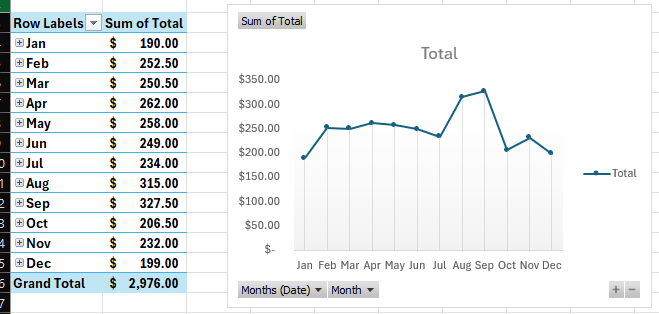 Row Labels Sum of Total
Jan $ 190.00
Feb $ 252.50
Mar $ 250.50
Apr $ 262.00
May $ 258.00
Jun $ 249.00
Jul $ 234.00
Aug $ 315.00
Sep $ 327.50
Oct $ 206.50
Nov $ 232.00
Dec $ 199.00
Grand Total $ 2,976.00
Sum of Total
Total
$350.00
$300.00
$250.00
$200.00
$150.00
$100.00
$50.00
$-
Jan Feb Mar Apr May Jun Jul Aug Sep Oct Nov Dec
Total
Months (Date) Month
+ −